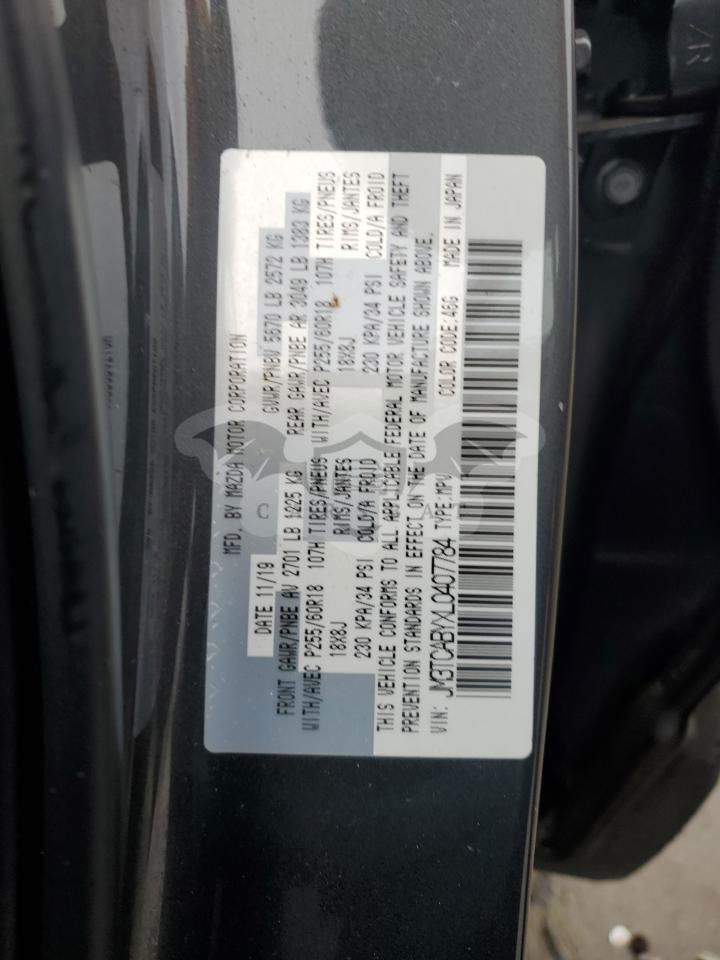 MFD. BY MAZDA MOTOR CORPORATION
DATE 11/19 GVWR/PNBV 5670 LB 2572 KG
FRONT GAWR/PNBE AV 2701 LB 1225 KG REAR GAWR/PNBE AR 3049 LB 1383 KG
WITH/AVEC P255/60R18 107H TIRES/PNEUS WITH/AVEC P255/60R18 107H TIRES/PNEUS
18X8J RIMS/JANTES 18X8J RIMS/JANTES
230 KPA/34 PSI COLD/A FROID 230 KPA/34 PSI COLD/A FROID
THIS VEHICLE CONFORMS TO ALL APPLICABLE FEDERAL MOTOR VEHICLE SAFETY AND THEFT
PREVENTION STANDARDS IN EFFECT ON THE DATE OF MANUFACTURE SHOWN ABOVE.
VIN: JM3TCABYXL0407784 TYPE:MPV COLOR CODE:46G MADE IN JAPAN